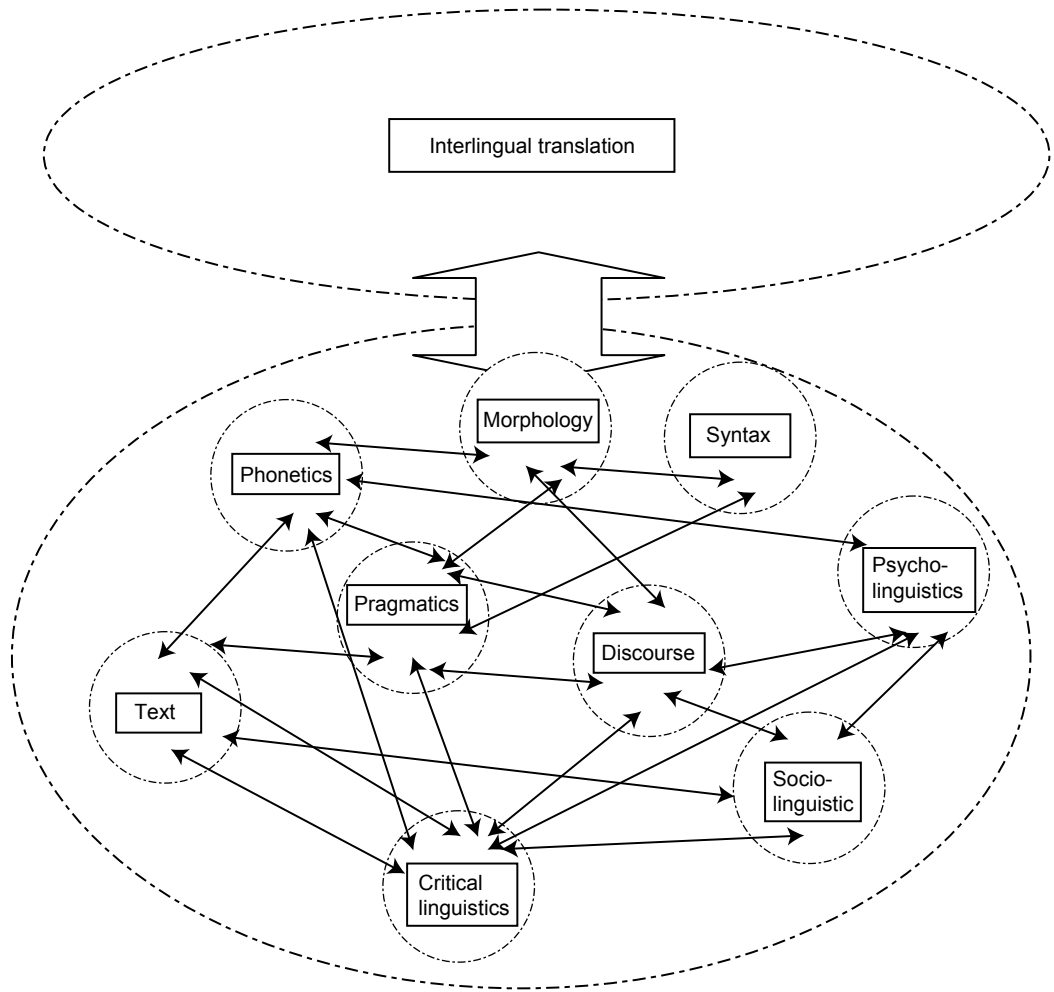 Interlingual translation
Morphology
Syntax
Phonetics
Psycho-
linguistics
Pragmatics
Discourse
Text
Socio-
linguistic
Critical
linguistics